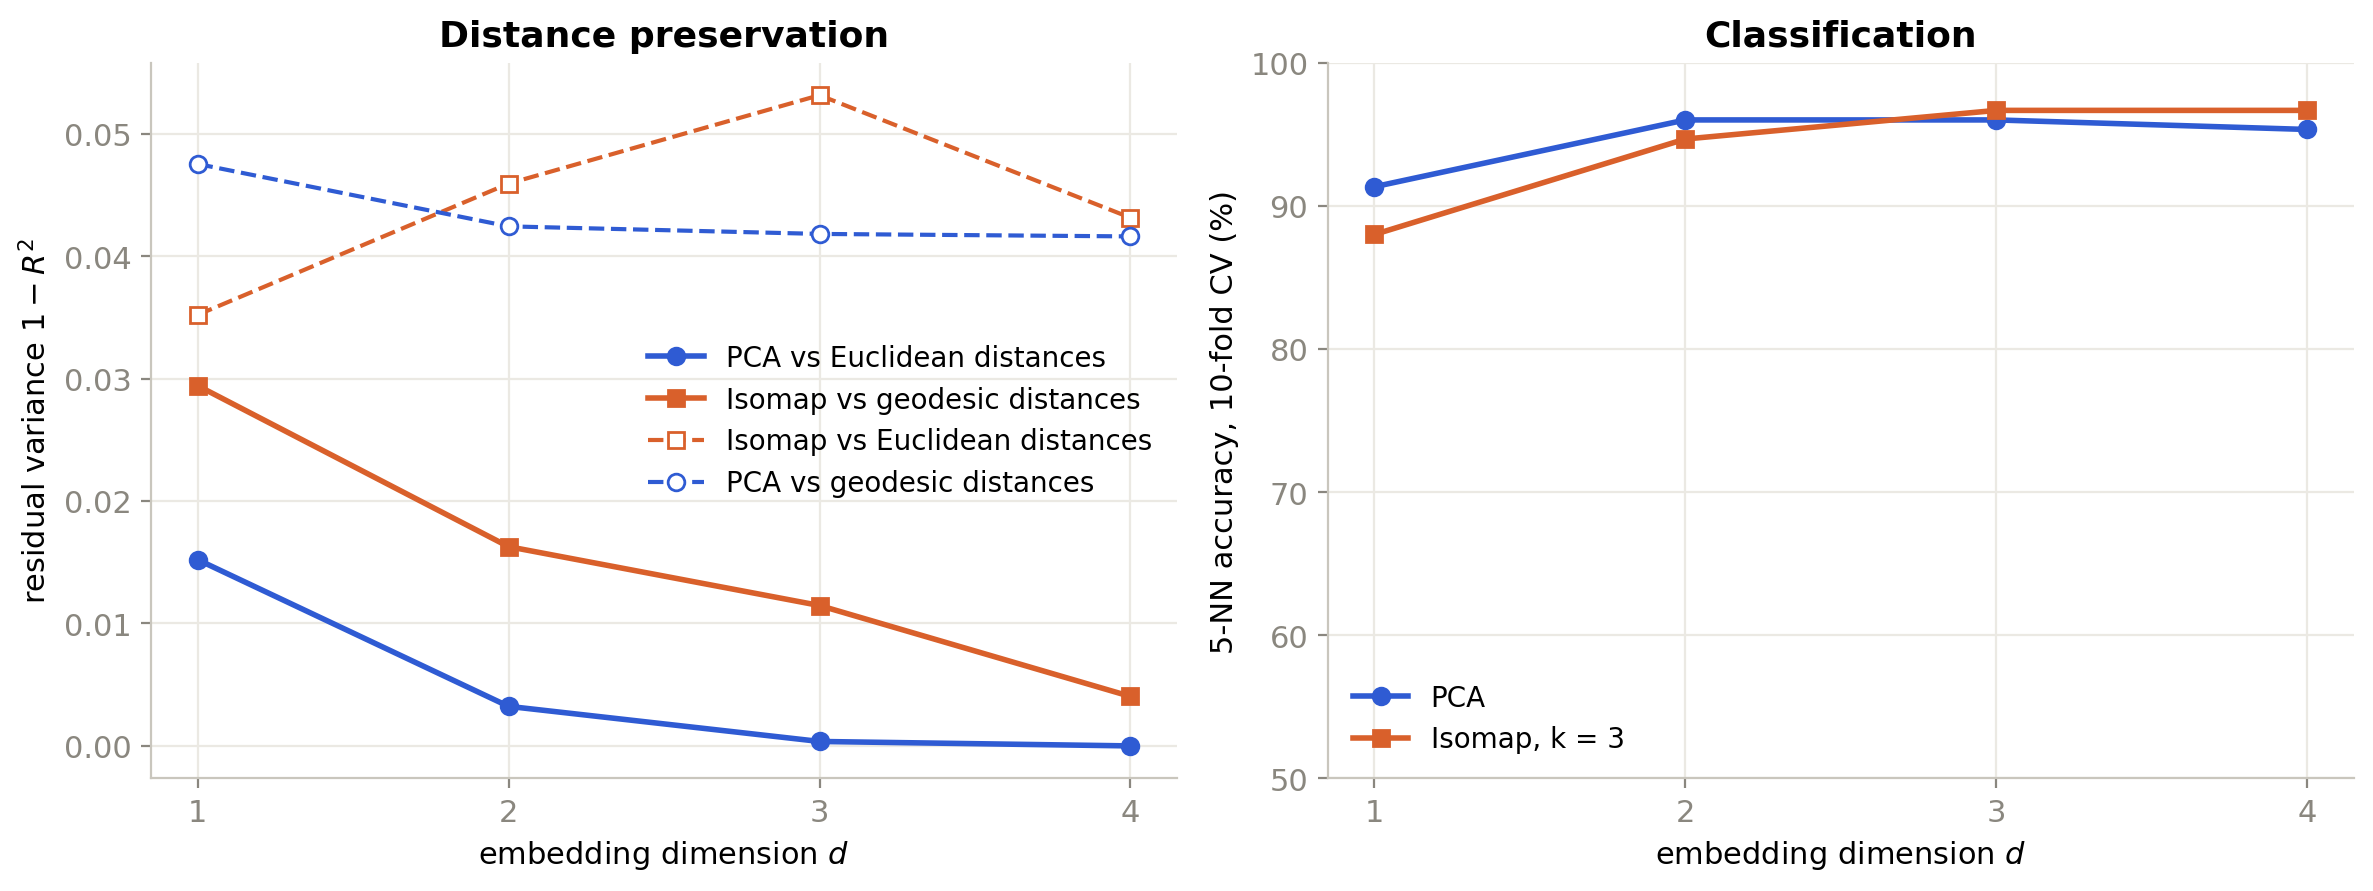 Distance preservation
residual variance 1 − R²
0.05
0.04
0.03
0.02
0.01
0.00
PCA vs Euclidean distances
Isomap vs geodesic distances
Isomap vs Euclidean distances
PCA vs geodesic distances
1 2 3 4
embedding dimension d
Classification
5-NN accuracy, 10-fold CV (%)
100
90
80
70
60
50
PCA
Isomap, k = 3
1 2 3 4
embedding dimension d